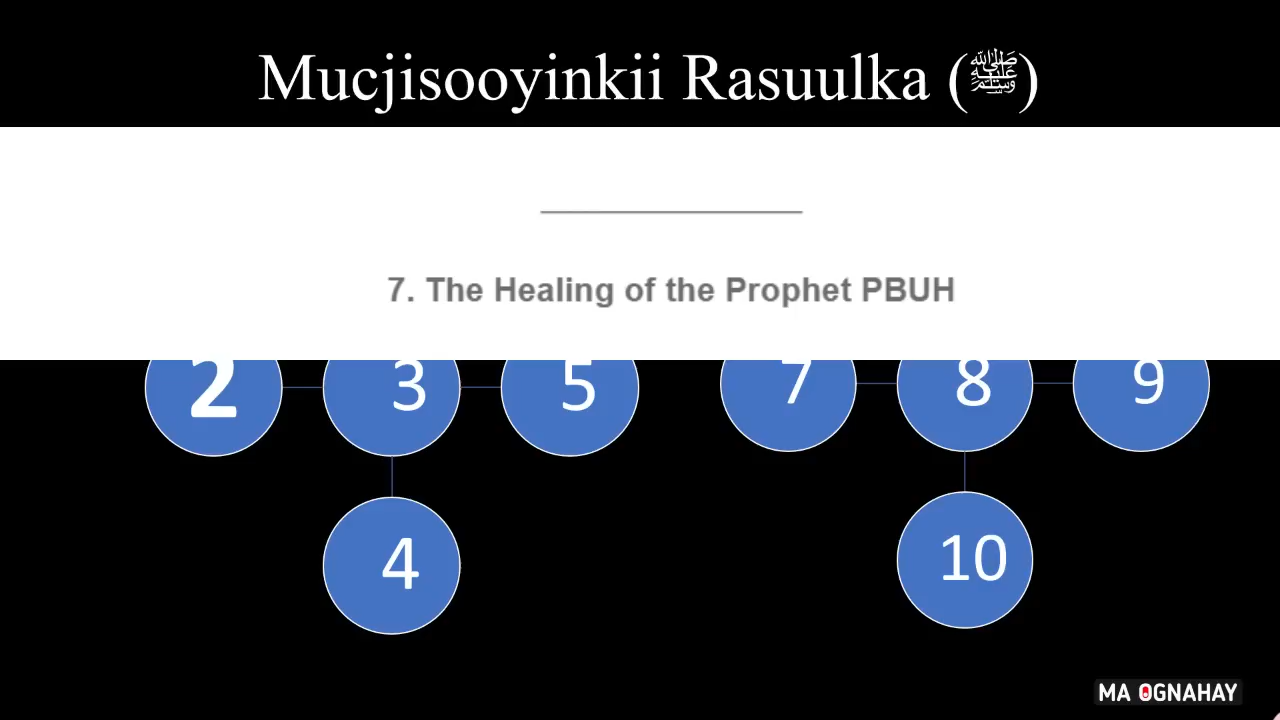 Mucjisooyinkii Rasuulka (ﷺ)
7. The Healing of the Prophet PBUH
2 3 5 7 8 9
4 10
MA OGNAHAY